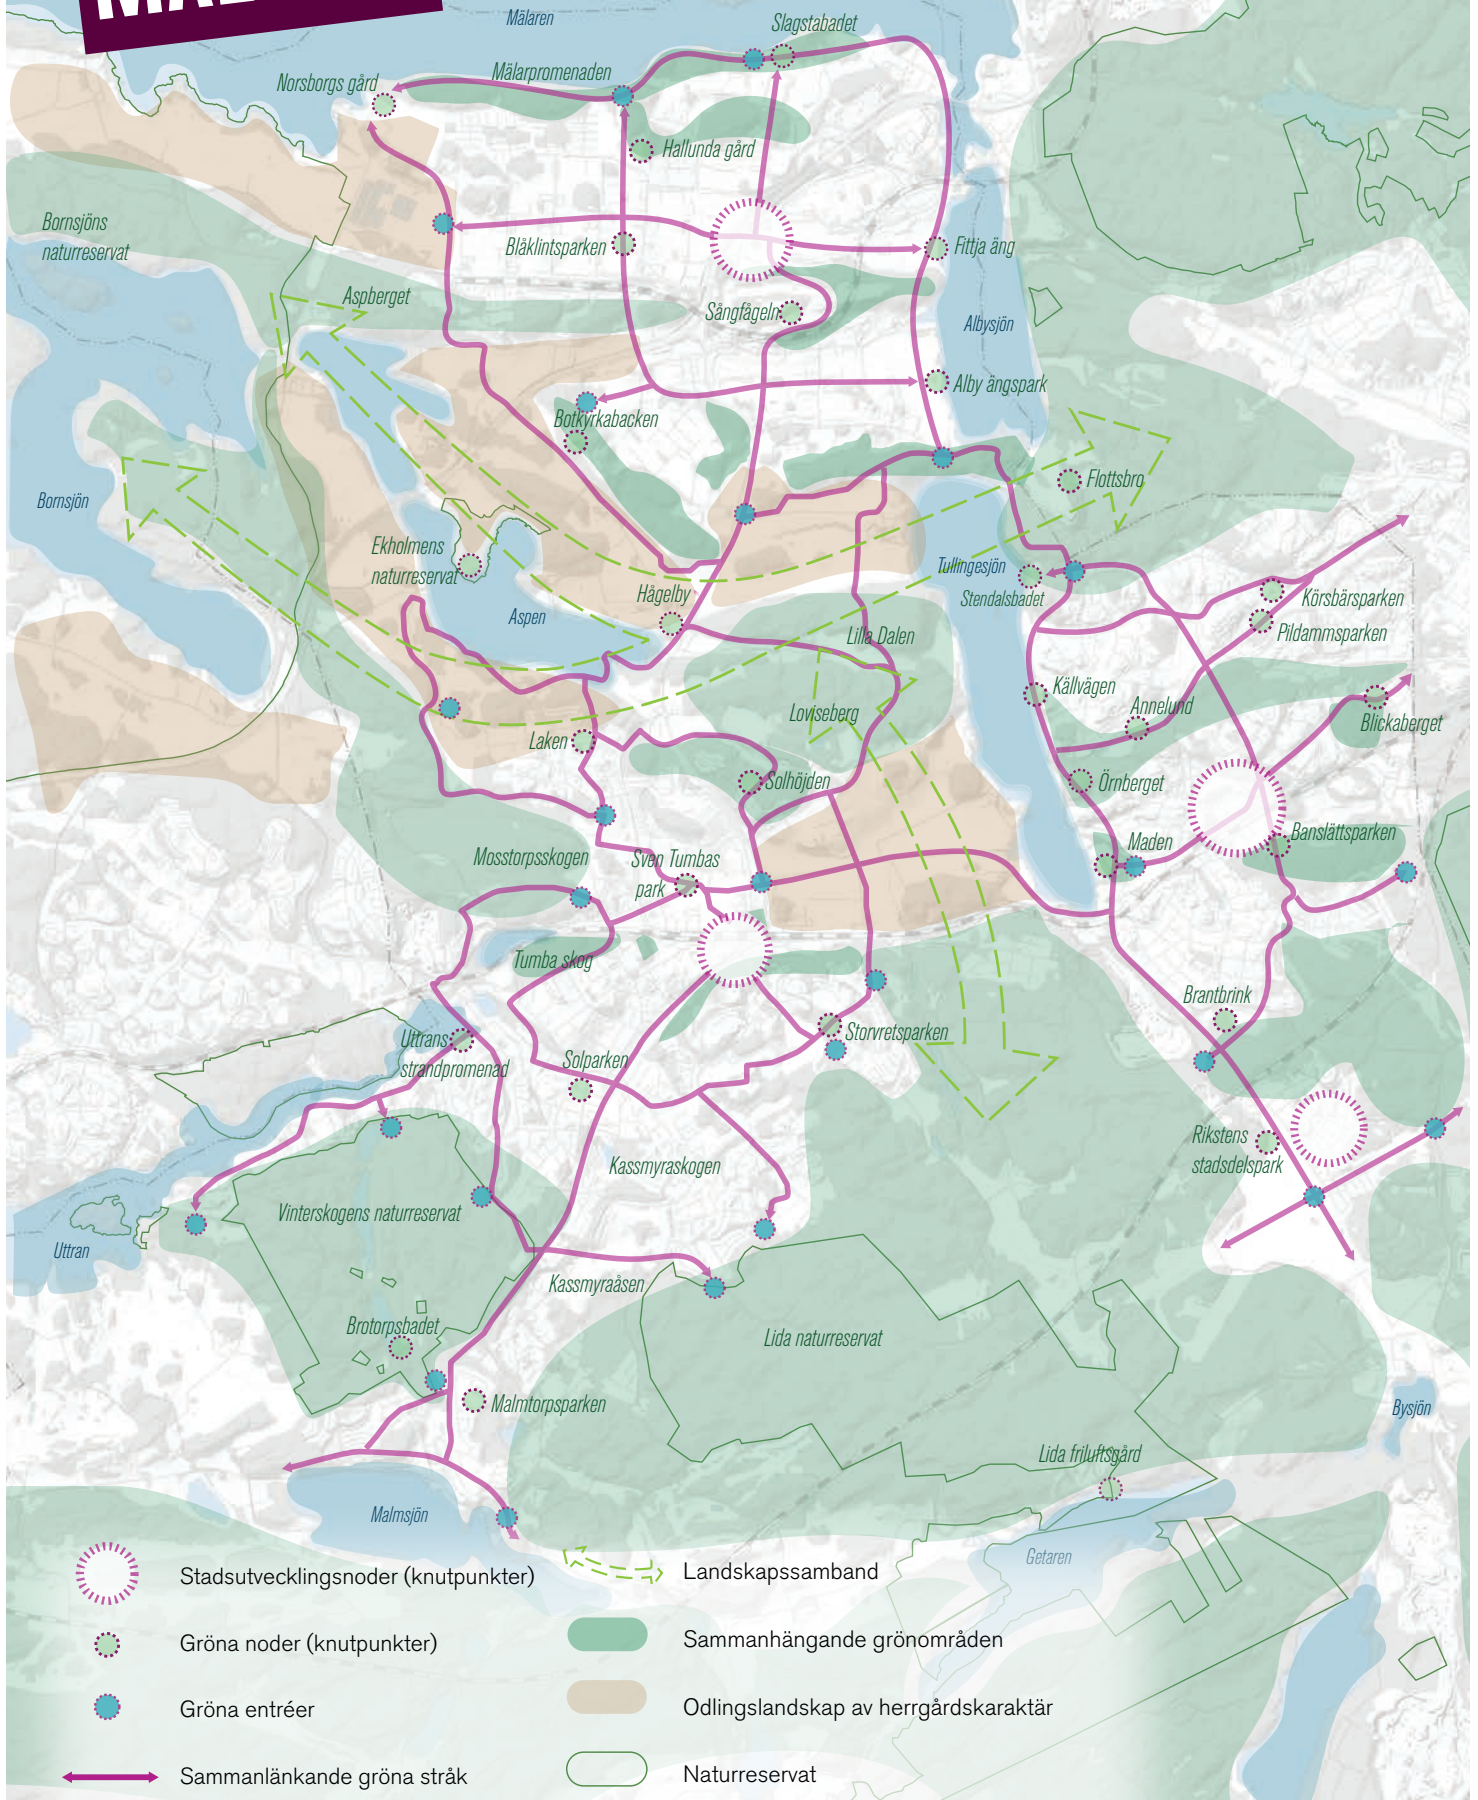 Mälaren
Slagstabadet
Mälarpromenaden
Norsborgs gård
Hallunda gård
Bornsjöns
naturreservat
Blåklintsparken
Fittja äng
Aspberget
Sångfågeln
Albysjön
Alby ängspark
Botkyrkabacken
Flottsbro
Bornsjön
Ekholmens
naturreservat
Tullingesjön
Stendalsbadet
Hågelby
Aspen
Körsbärsparken
Pildammsparken
Lilla Dalen
Källvägen
Annelund
Loviseberg
Blickaberget
Laken
Solhöjden
Örnberget
Banslättsparken
Maden
Mosstorpsskogen
Sven Tumbas
park
Tumba skog
Brantbrink
Storvretsparken
Uttrans
strandpromenad
Solparken
Rikstens
stadsdelspark
Kassmyraskogen
Vinterskogens naturreservat
Uttran
Kassmyraåsen
Brotorpsbadet
Lida naturreservat
Malmtorpsparken
Bysjön
Lida friluftsgård
Malmsjön
Getaren
Stadsutvecklingsnoder (knutpunkter)
Landskapssamband
Gröna noder (knutpunkter)
Sammanhängande grönområden
Gröna entréer
Odlingslandskap av herrgårdskaraktär
Sammanlänkande gröna stråk
Naturreservat